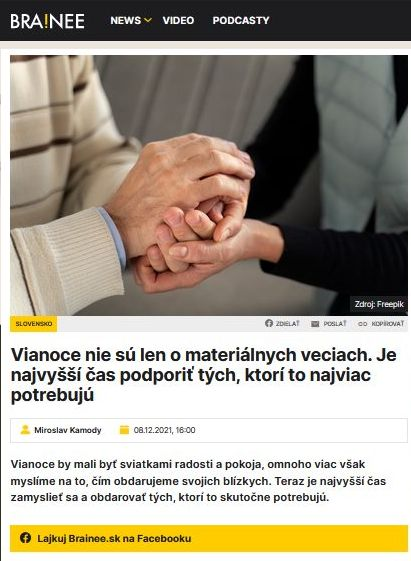 BRA!NEE NEWS VIDEO PODCASTY
Zdroj: Freepik
SLOVENSKO ZDIEĽAŤ POSLAŤ KOPÍROVAŤ
Vianoce nie sú len o materiálnych veciach. Je
najvyšší čas podporiť tých, ktorí to najviac
potrebujú
Miroslav Kamody 08.12.2021, 16:00
Vianoce by mali byť sviatkami radosti a pokoja, omnoho viac však
myslíme na to, čím obdarujeme svojich blízkych. Teraz je najvyšší čas
zamyslieť sa a obdarovať tých, ktorí to skutočne potrebujú.
Lajkuj Brainee.sk na Facebooku